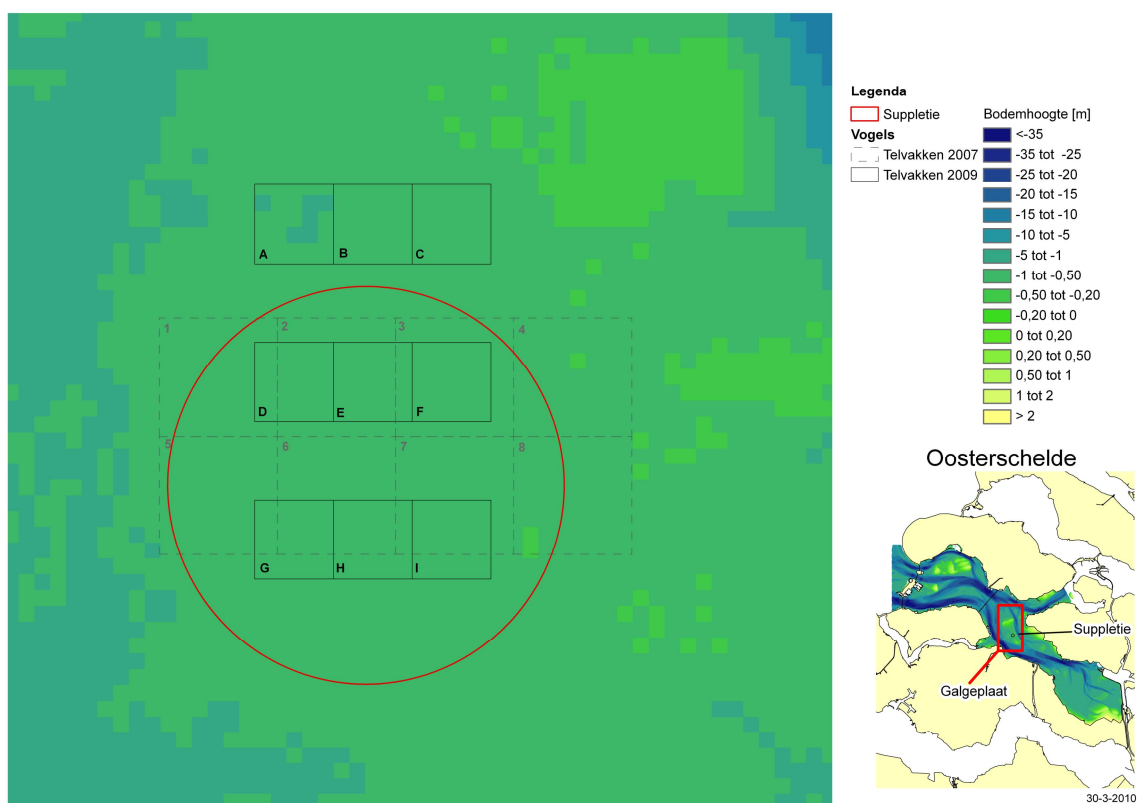 A
B
C
1
2
3
4
D
E
F
5
6
7
8
G
H
I
Legenda
Suppletie
Vogels
Telvakken 2007
Telvakken 2009
Bodemhoogte [m]
<-35
-35 tot -25
-25 tot -20
-20 tot -15
-15 tot -10
-10 tot -5
-5 tot -1
-1 tot -0,50
-0,50 tot -0,20
-0,20 tot 0
0 tot 0,20
0,20 tot 0,50
0,50 tot 1
1 tot 2
> 2
Oosterschelde
Suppletie
Galgeplaat
30-3-2010